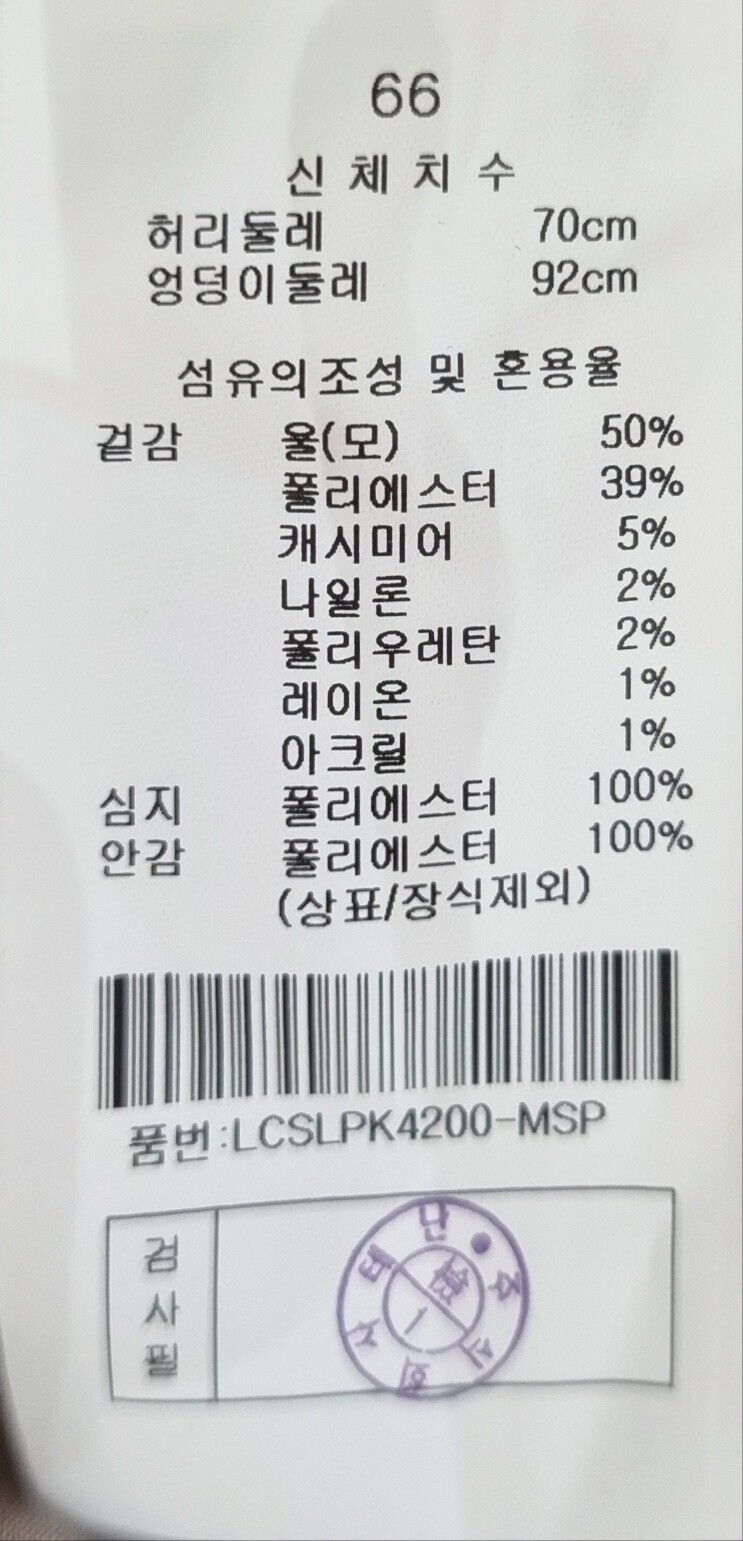 66
신체치수
허리둘레 70cm
엉덩이둘레 92cm
섬유의조성 및 혼용율
겉감 울(모) 50%
폴리에스터 39%
캐시미어 5%
나일론 2%
폴리우레탄 2%
레이온 1%
아크릴 1%
심지 폴리에스터 100%
안감 폴리에스터 100%
(상표/장식제외)
품번:LCSLPK4200-MSP
검사필